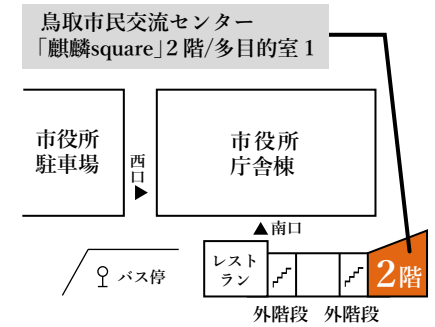 鳥取市民交流センター
「麒麟square」2階/多目的室1
市役所
駐車場
西口
市役所
庁舎棟
南口
バス停
レスト
ラン
2階
外階段
外階段